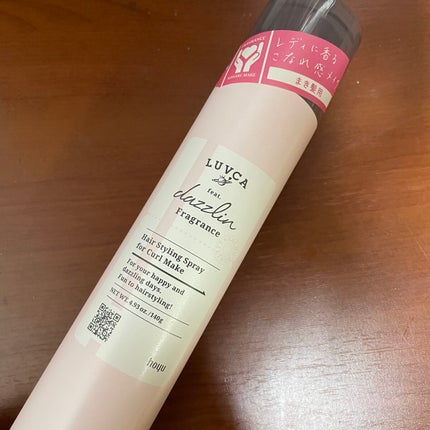 レディに香る
こなれ感メイク
まき髪用
LUVCA
feat.
dazzlin
Fragrance
Hair Styling Spray
for Curl Make
For your happy and
dazzling days.
Fun to hairstyling!
NET WT. 4.93 oz./140g
hoyu